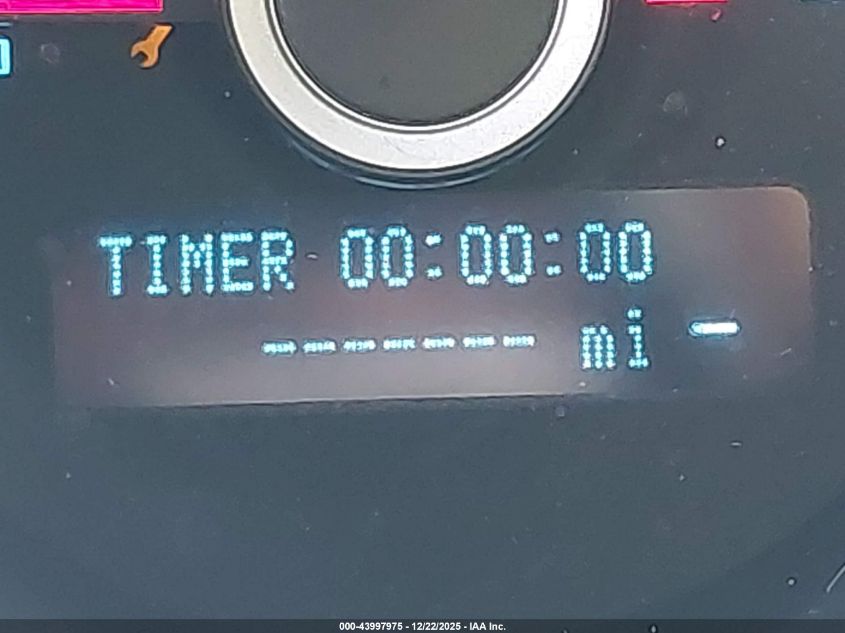 TIMER 00:00:00
------- mi -
000-43997975 - 12/22/2025 - IAA Inc.